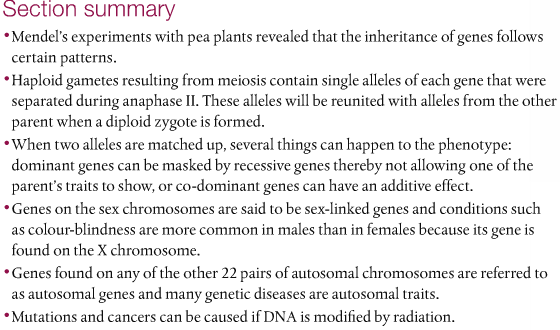 Section summary
•Mendel's experiments with pea plants revealed that the inheritance of genes follows
certain patterns.
•Haploid gametes resulting from meiosis contain single alleles of each gene that were
separated during anaphase II. These alleles will be reunited with alleles from the other
parent when a diploid zygote is formed.
•When two alleles are matched up, several things can happen to the phenotype:
dominant genes can be masked by recessive genes thereby not allowing one of the
parent's traits to show, or co-dominant genes can have an additive effect.
•Genes on the sex chromosomes are said to be sex-linked genes and conditions such
as colour-blindness are more common in males than in females because its gene is
found on the X chromosome.
•Genes found on any of the other 22 pairs of autosomal chromosomes are referred to
as autosomal genes and many genetic diseases are autosomal traits.
•Mutations and cancers can be caused if DNA is modified by radiation.